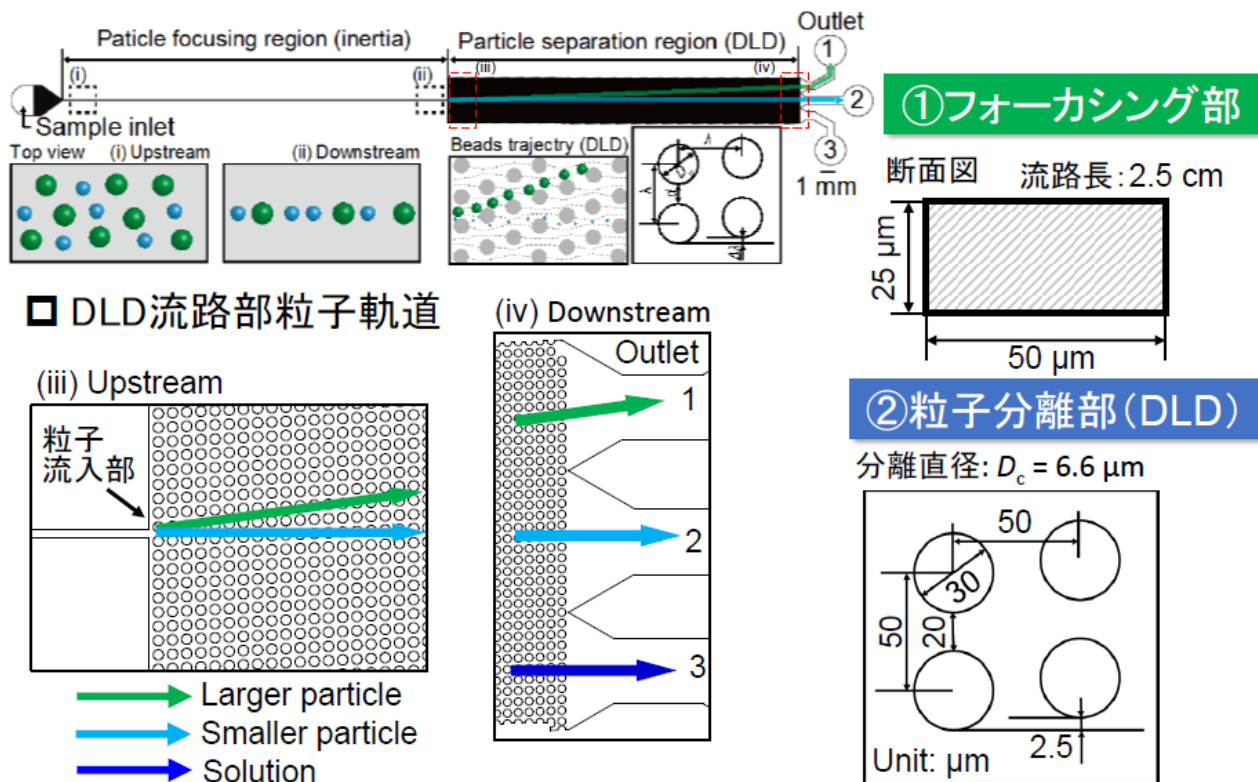 Outlet
Paticle focusing region (inertia)
Particle separation region (DLD)
(i)
(ii)
(iii)
(iv)
1
2
3
Sample inlet
Top view
(i) Upstream
(ii) Downstream
Beads trajectry (DLD)
1 mm
①フォーカシング部
断面図
流路長:2.5 cm
25 µm
50 µm
DLD流路部粒子軌道
(iii) Upstream
粒子
流入部
(iv) Downstream
Outlet
1
2
3
Larger particle
Smaller particle
Solution
②粒子分離部(DLD)
分離直径: Dc = 6.6 µm
50
30
50
20
2.5
Unit: µm